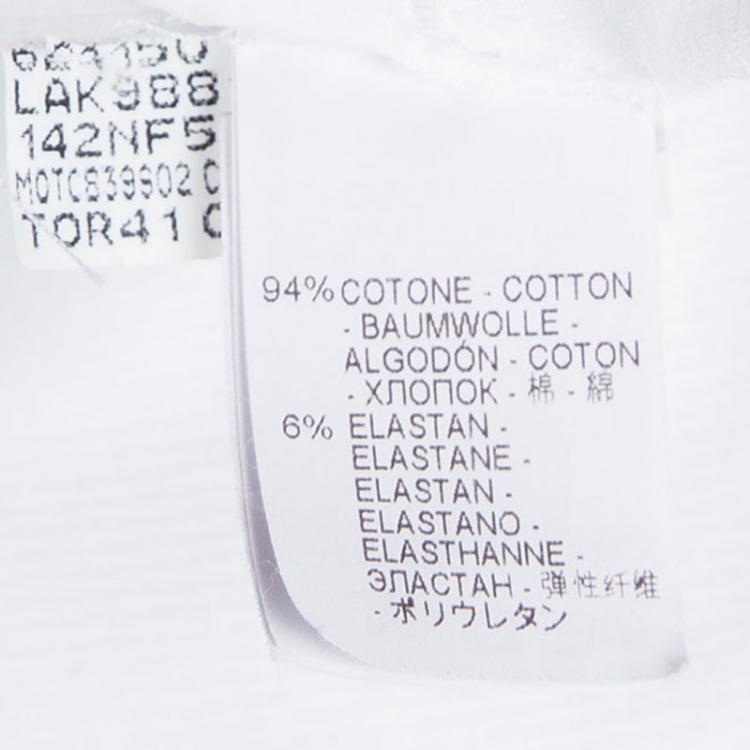 LAK988
142NF5
MOTC839902 C
TOR41 C
94% COTONE - COTTON
- BAUMWOLLE -
ALGODÓN - COTON
- ХЛОПОК - 棉 - 綿
6% ELASTAN -
ELASTANE -
ELASTAN -
ELASTANO -
ELASTHANNE -
ЭЛАСТАН - 弹性纤维
- ポリウレタン